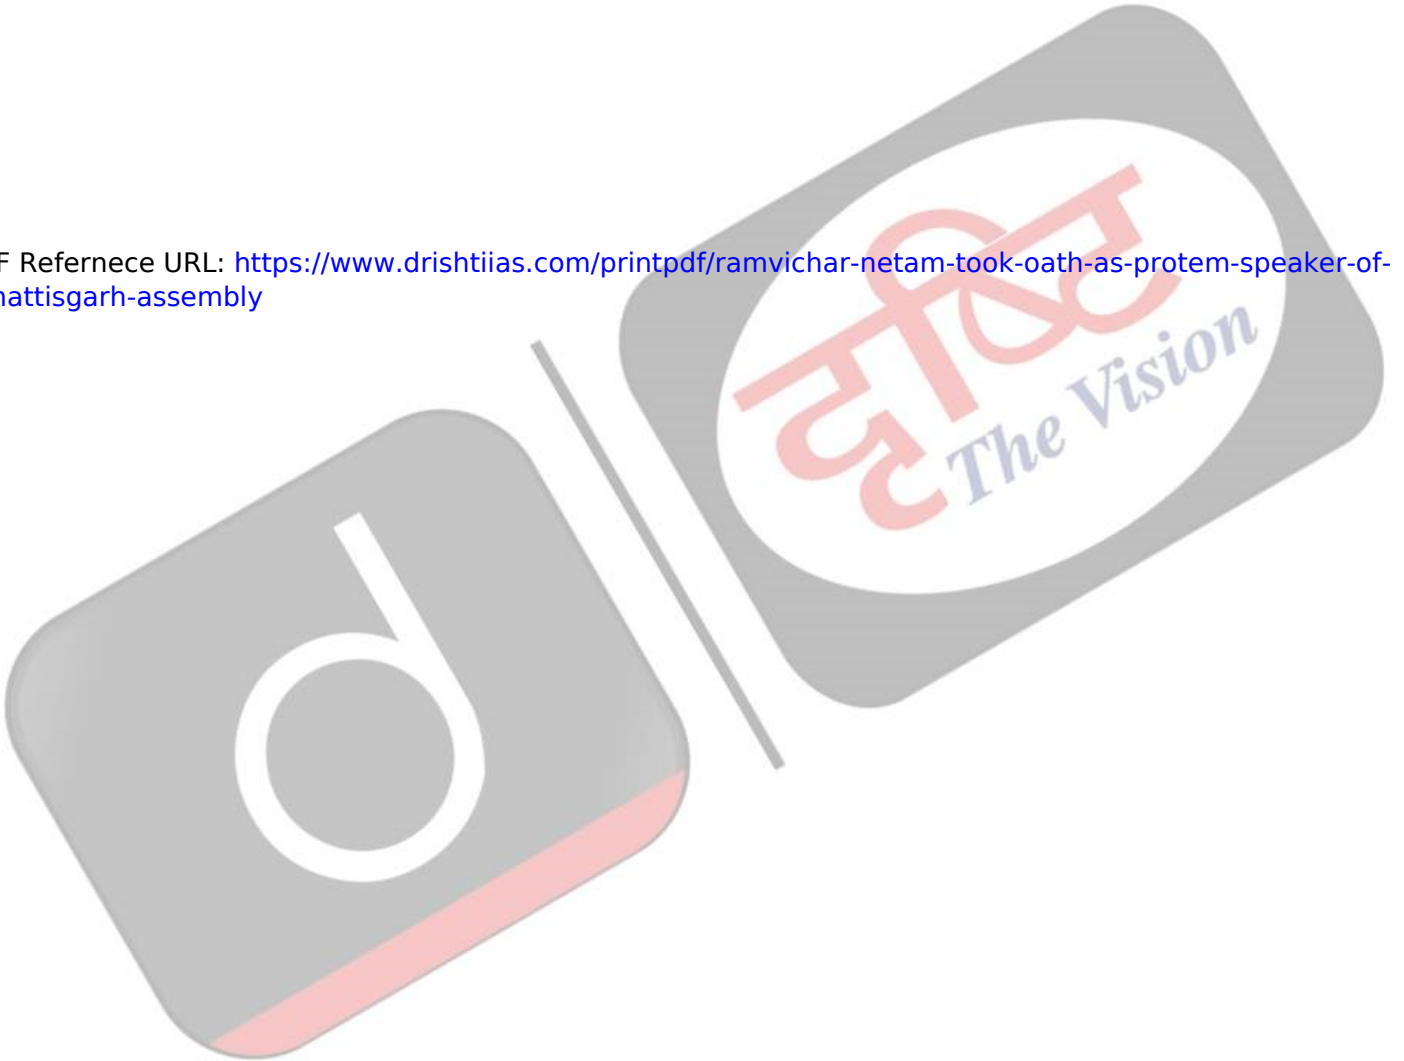 F Refernece URL: https://www.drishtiias.com/printpdf/ramvichar-netam-took-oath-as-protem-speaker-of-
hattisgarh-assembly
दृष्टि
The Vision
d